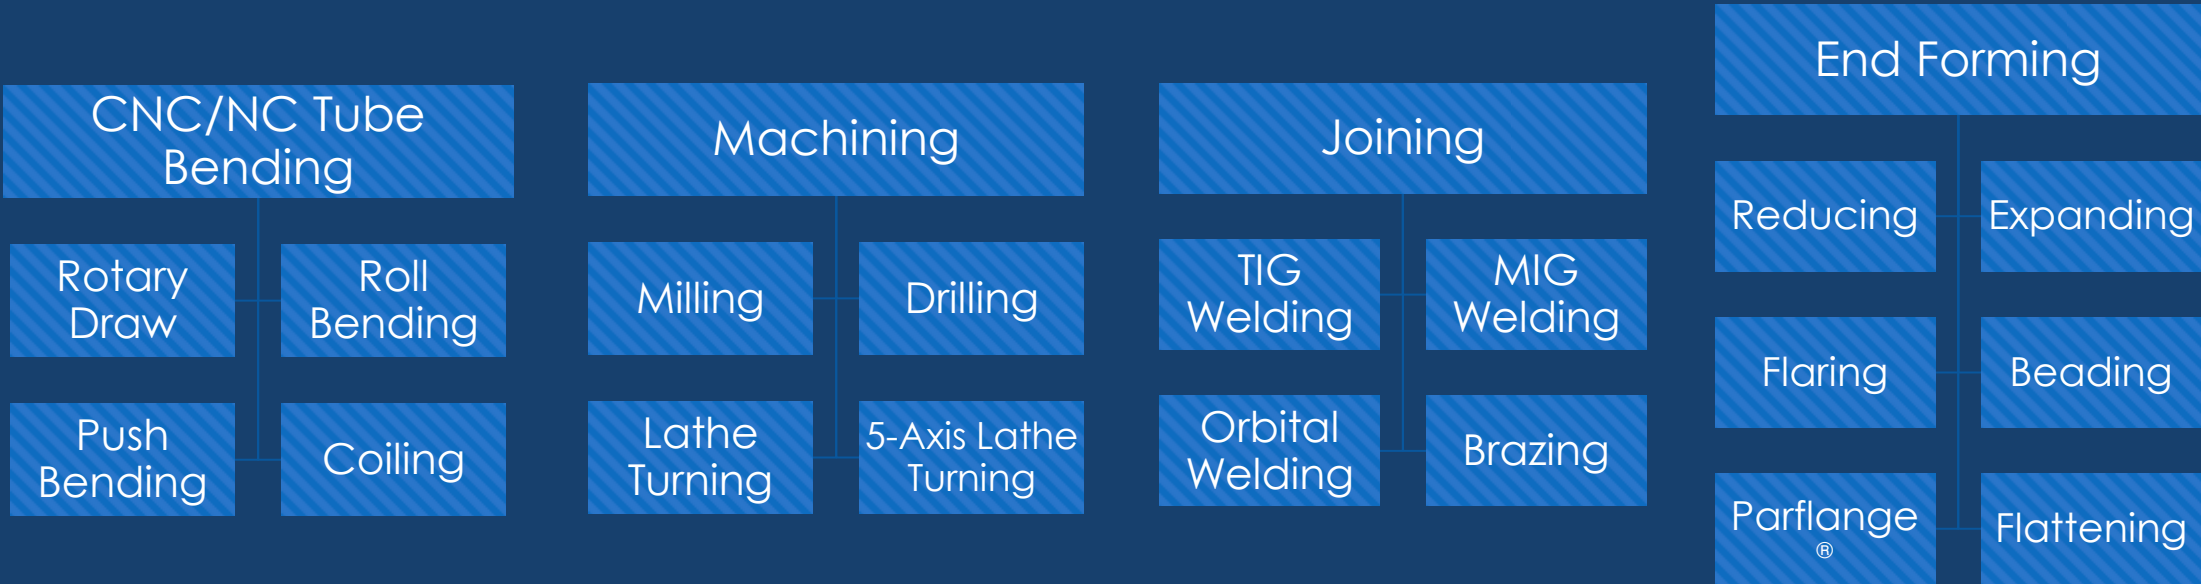 CNC/NC Tube
Bending
Rotary
Draw
Roll
Bending
Push
Bending
Coiling
Machining
Milling
Drilling
Lathe
Turning
5-Axis Lathe
Turning
Joining
TIG
Welding
MIG
Welding
Orbital
Welding
Brazing
End Forming
Reducing
Expanding
Flaring
Beading
Parflange
®
Flattening